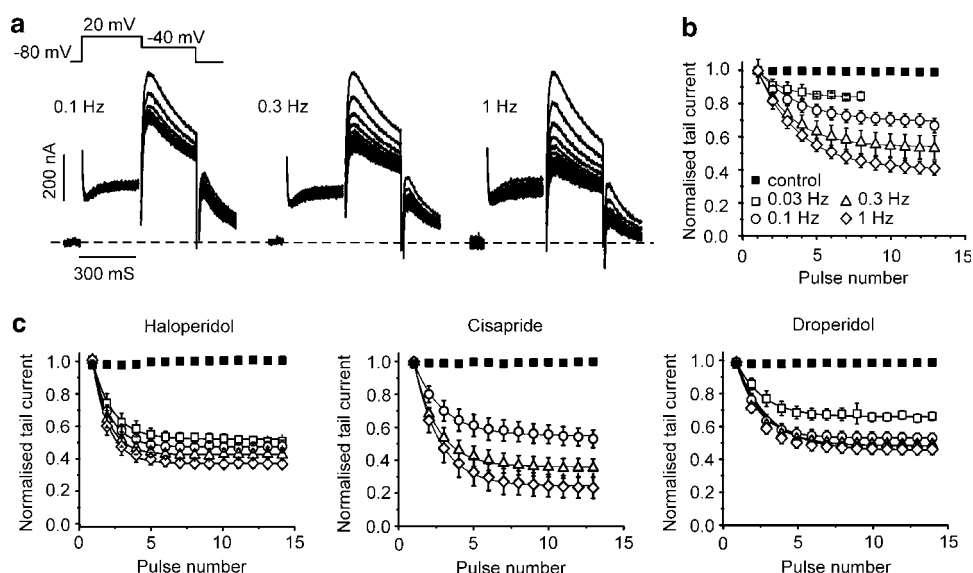 a
20 mV
-80 mV
-40 mV
0.1 Hz
0.3 Hz
1 Hz
200 nA
300 mS
b
Normalised tail current
1.0
0.8
0.6
0.4
0.2
0.0
control
0.03 Hz
0.3 Hz
0.1 Hz
1 Hz
0
5
10
15
Pulse number
c
Haloperidol
Normalised tail current
1.0
0.8
0.6
0.4
0.2
0.0
0
5
10
15
Pulse number
Cisapride
Normalised tail current
1.0
0.8
0.6
0.4
0.2
0.0
0
5
10
15
Pulse number
Droperidol
Normalised tail current
1.0
0.8
0.6
0.4
0.2
0.0
0
5
10
15
Pulse number